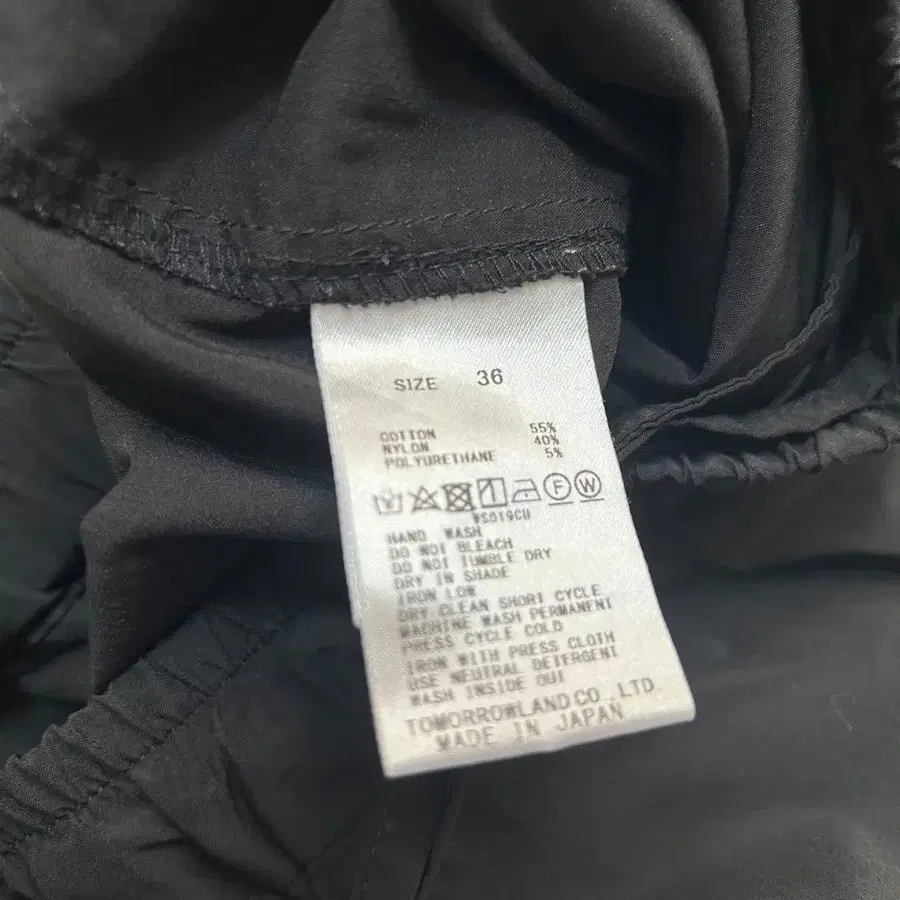 SIZE 36
COTTON 55%
NYLON 40%
POLYURETHANE 5%
F W
HAND WASH
DO NOT BLEACH
DO NOT TUMBLE DRY
DRY IN SHADE
IRON LOW
DRY CLEAN SHORT CYCLE
MACHINE WASH PERMANENT
PRESS CYCLE COLD
IRON WITH PRESS CLOTH
USE NEUTRAL DETERGENT
WASH INSIDE OUT
TOMORROWLAND CO., LTD
MADE IN JAPAN